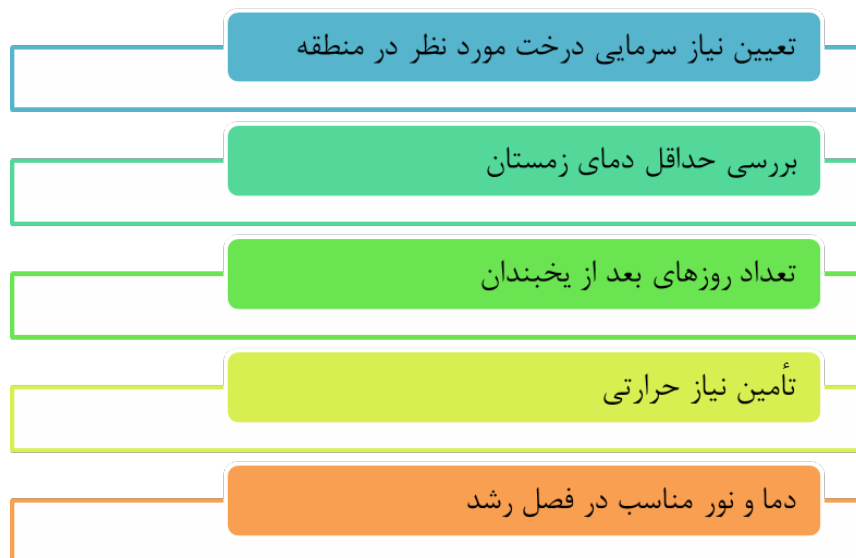 تعیین نیاز سرمایی درخت مورد نظر در منطقه
بررسی حداقل دمای زمستان
تعداد روزهای بعد از یخبندان
تأمین نیاز حرارتی
دما و نور مناسب در فصل رشد